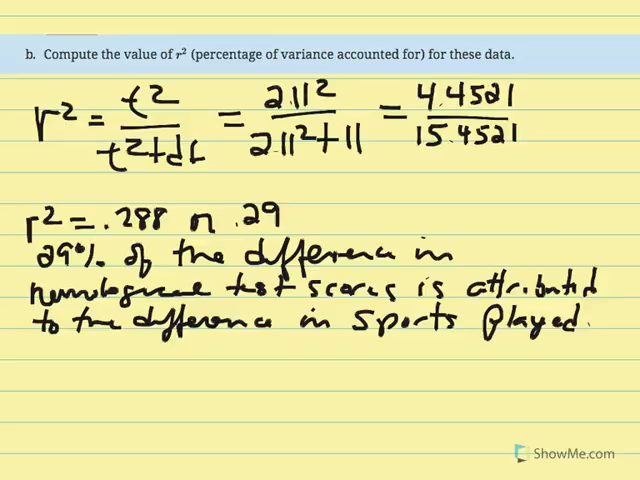 b. Compute the value of r² (percentage of variance accounted for) for these data.
r² = t² / t²+df = 2.11² / 2.11²+11 = 4.4521 / 15.4521
r² = .288 or .29
29% of the difference in
neurological test scores is attributed
to the difference in sports played.
ShowMe.com